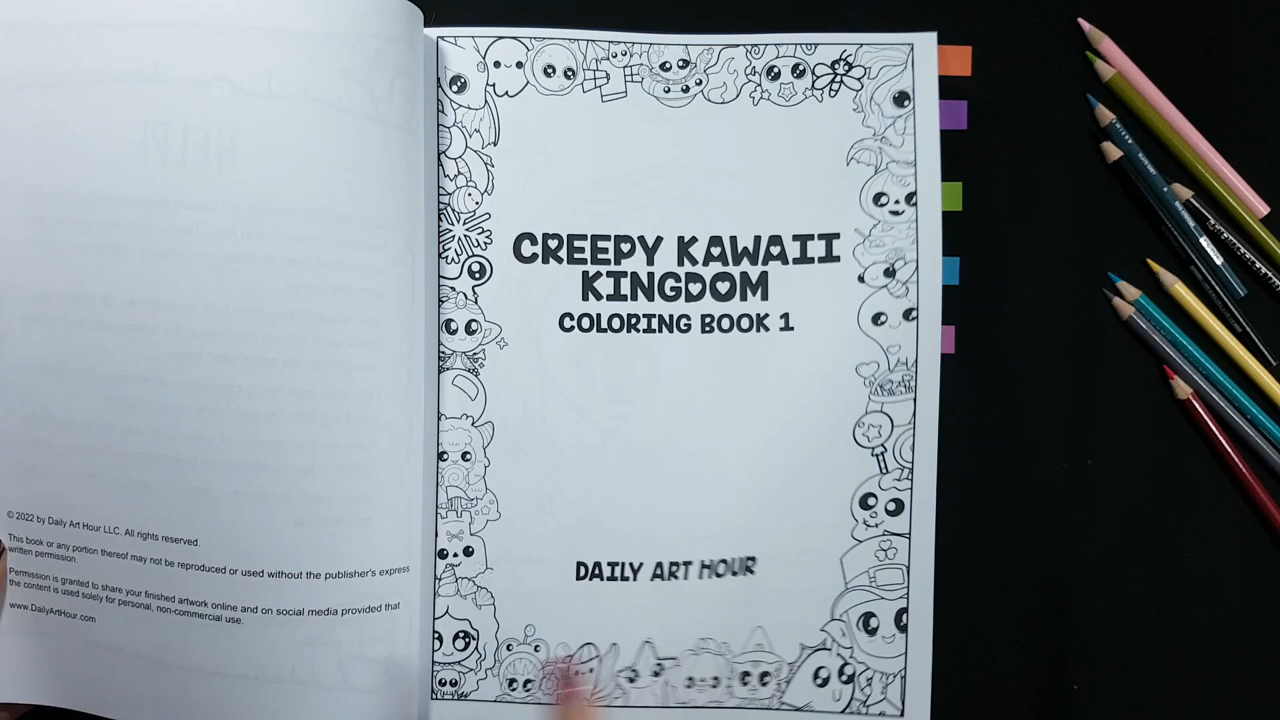 © 2022 by Daily Art Hour LLC. All rights reserved.
This book or any portion thereof may not be reproduced or used without the publisher's express
written permission.
Permission is granted to share your finished artwork online and on social media provided that
the content is used solely for personal, non-commercial use.
www.DailyArtHour.com
CREEPY KAWAII
KINGDOM
COLORING BOOK 1
DAILY ART HOUR